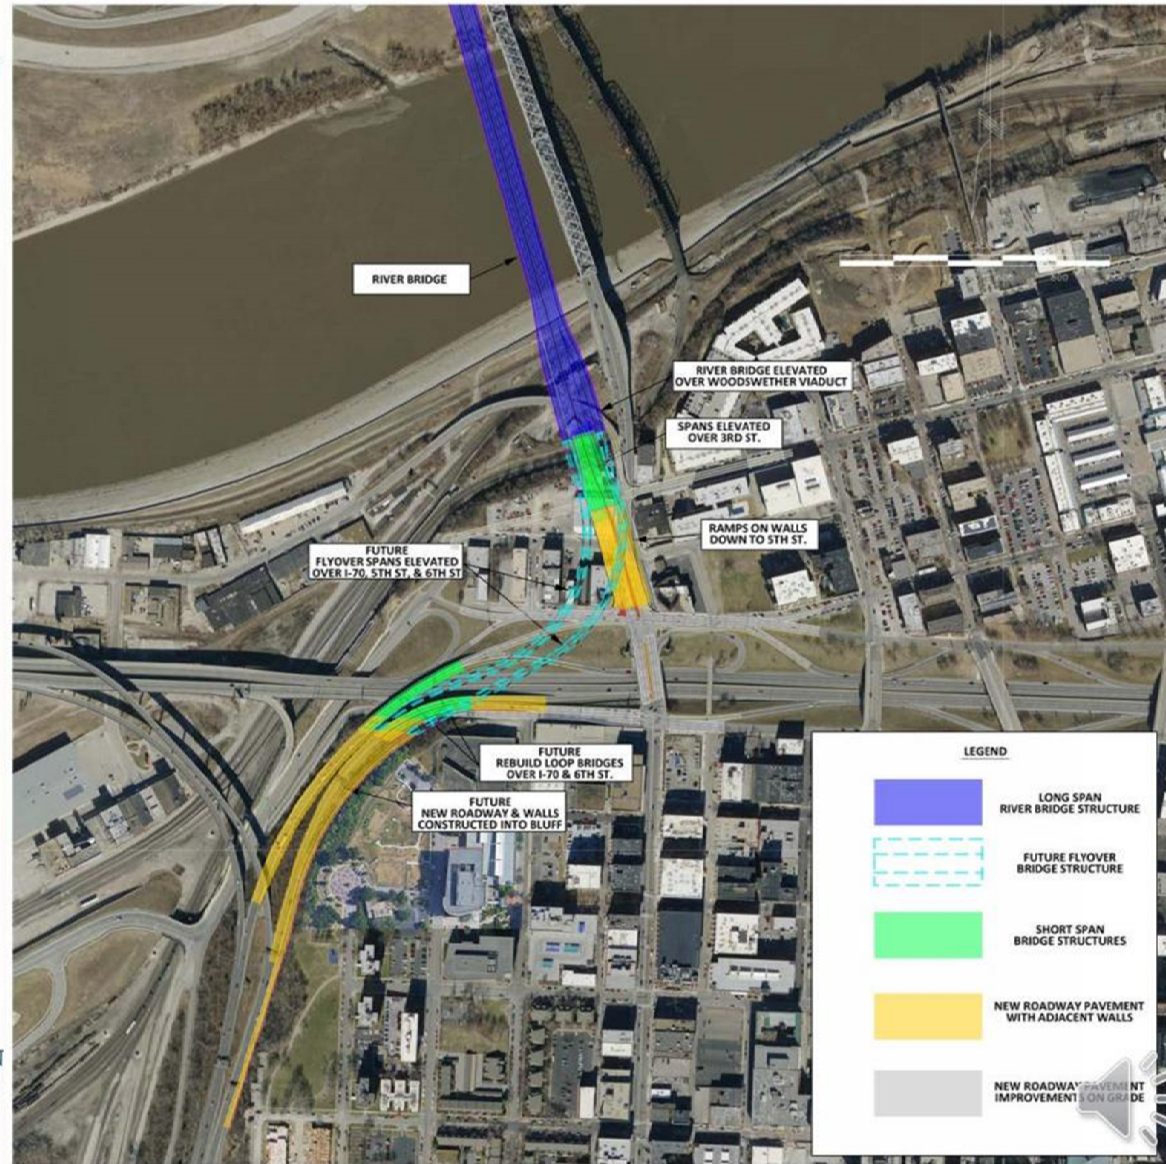 RIVER BRIDGE
RIVER BRIDGE ELEVATED
OVER WOODSWETHER VIADUCT
SPANS ELEVATED
OVER 3RD ST.
RAMPS ON WALLS
DOWN TO 5TH ST.
FUTURE
FLYOVER SPANS ELEVATED
OVER I-70, 5TH ST, & 6TH ST
FUTURE
REBUILD LOOP BRIDGES
OVER I-70 & 6TH ST.
FUTURE
NEW ROADWAY & WALLS
CONSTRUCTED INTO BLUFF
LEGEND
LONG SPAN
RIVER BRIDGE STRUCTURE
FUTURE FLYOVER
BRIDGE STRUCTURE
SHORT SPAN
BRIDGE STRUCTURES
NEW ROADWAY PAVEMENT
WITH ADJACENT WALLS
NEW ROADWAY PAVEMENT
IMPROVEMENTS ON GRADE